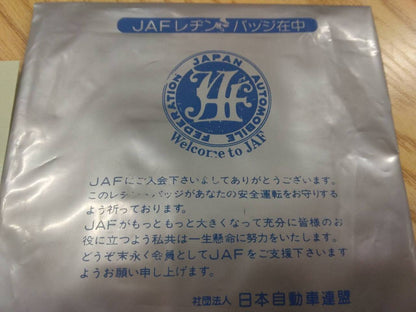 JAFレヂントバッジ在中
JAPAN AUTOMOBILE FEDERATION
JAF
Welcome to JAF
JAFにご入会下さいましてありがとうございます。
このレヂントバッジがあなたの安全運転をお守りする
よう祈っております。
JAFがもっともっと大きくなって充分に皆様のお
役に立つよう私共は一生懸命に努力をいたします。
どうぞ末永く会員としてJAFをご支援下さいます
ようお願い申し上げます。
社団法人 日本自動車連盟